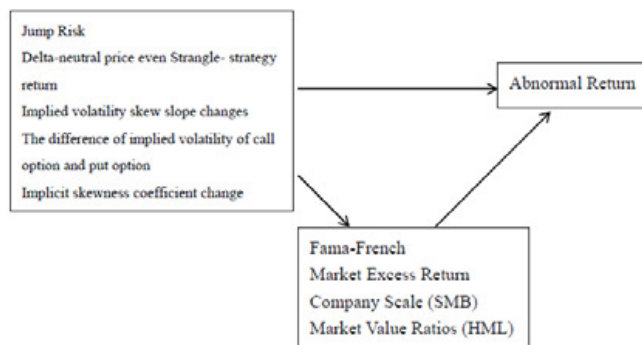 Jump Risk
Delta-neutral price even Strangle- strategy
return
Implied volatility skew slope changes
The difference of implied volatility of call
option and put option
Implicit skewness coefficient change
Abnormal Return
Fama-French
Market Excess Return
Company Scale (SMB)
Market Value Ratios (HML)